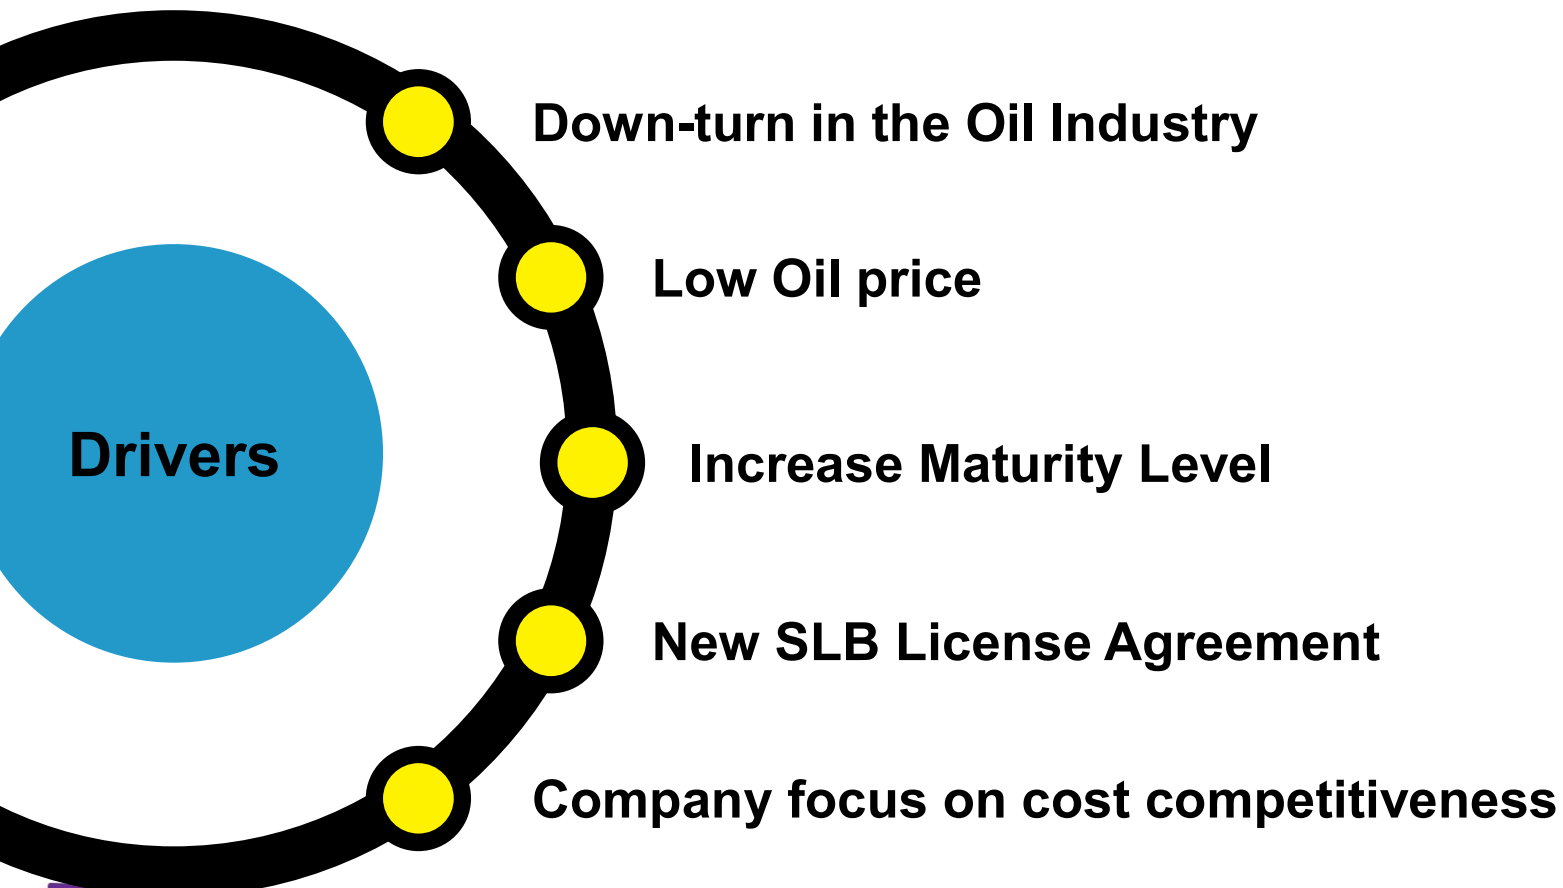 Down-turn in the Oil Industry
Low Oil price
Drivers
Increase Maturity Level
New SLB License Agreement
Company focus on cost competitiveness